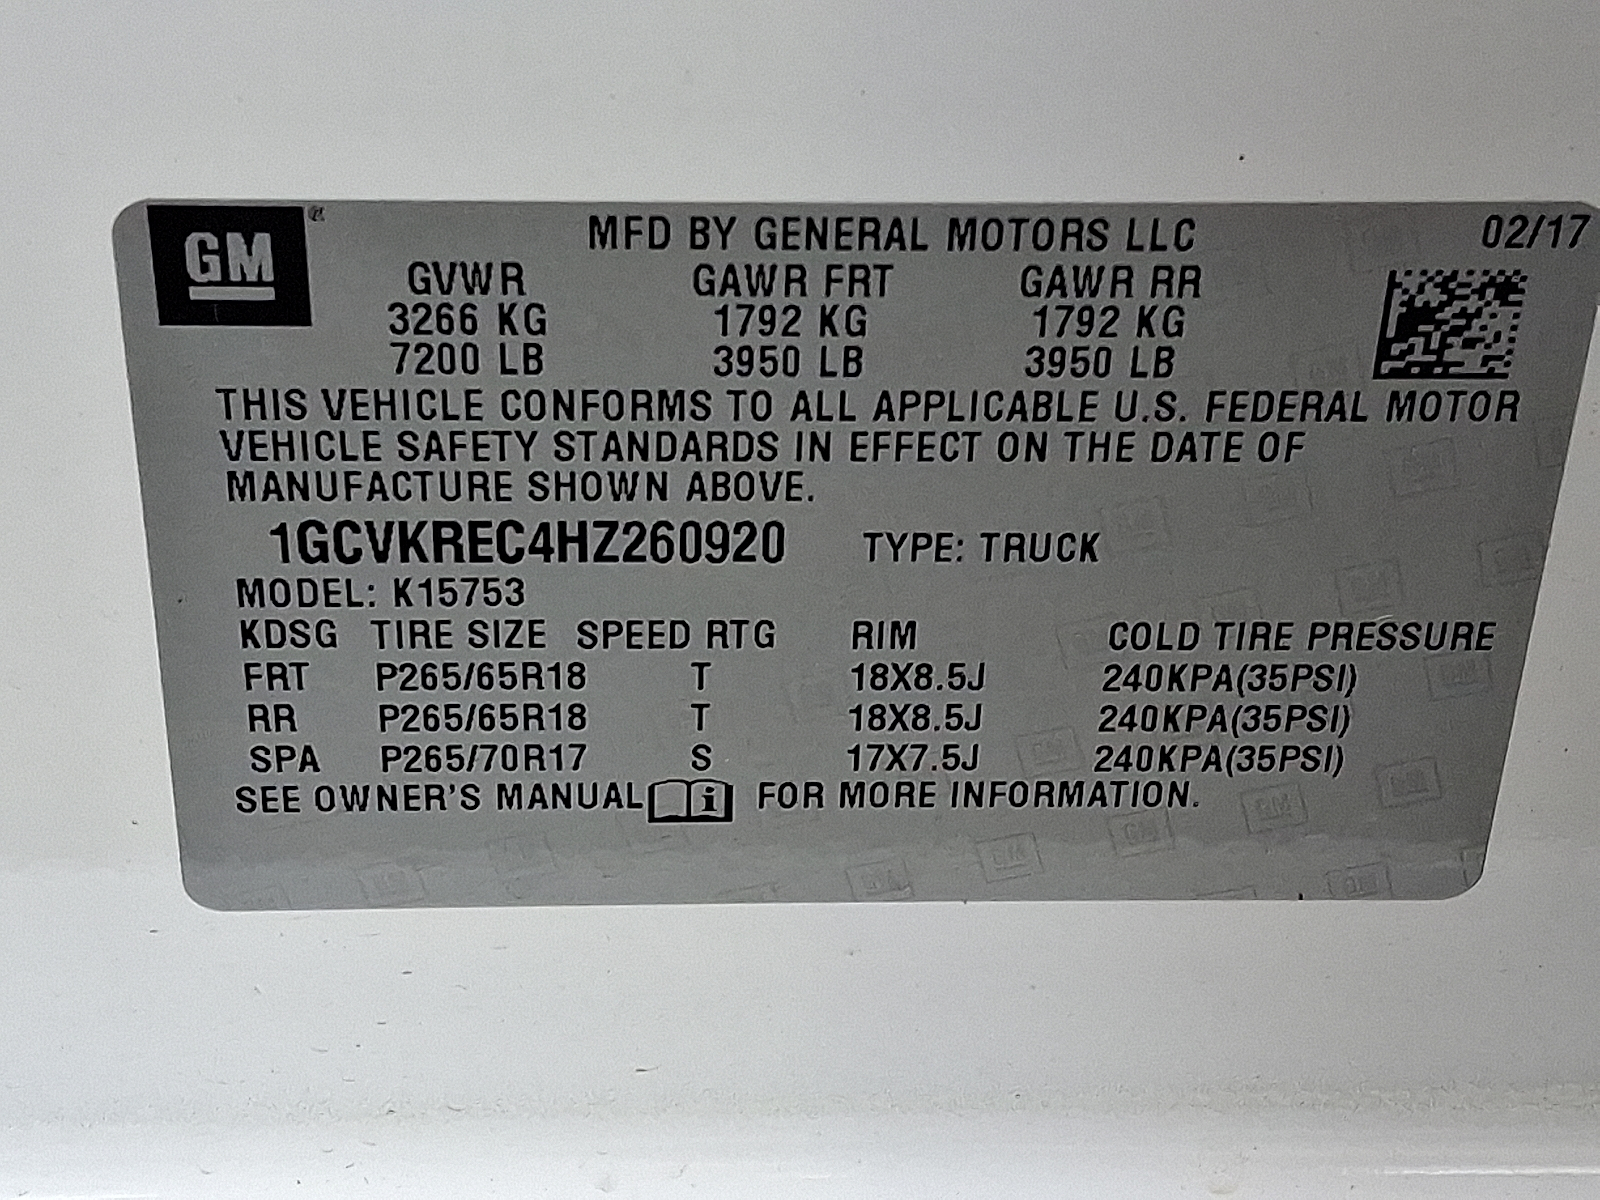 GM®
MFD BY GENERAL MOTORS LLC 02/17
GVWR GAWR FRT GAWR RR
3266 KG 1792 KG 1792 KG
7200 LB 3950 LB 3950 LB
THIS VEHICLE CONFORMS TO ALL APPLICABLE U.S. FEDERAL MOTOR
VEHICLE SAFETY STANDARDS IN EFFECT ON THE DATE OF
MANUFACTURE SHOWN ABOVE.
1GCVKREC4HZ260920 TYPE: TRUCK
MODEL: K15753
KDSG TIRE SIZE SPEED RTG RIM COLD TIRE PRESSURE
FRT P265/65R18 T 18X8.5J 240KPA(35PSI)
RR P265/65R18 T 18X8.5J 240KPA(35PSI)
SPA P265/70R17 S 17X7.5J 240KPA(35PSI)
SEE OWNER'S MANUAL i FOR MORE INFORMATION.